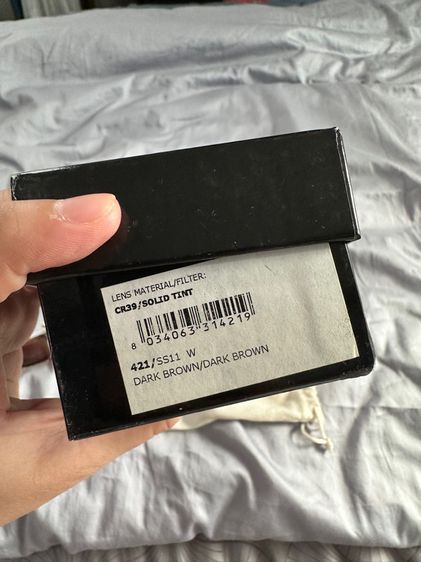 LENS MATERIAL/FILTER:
CR39/SOLID TINT
8 034063 314219
421/SS11 W
DARK BROWN/DARK BROWN